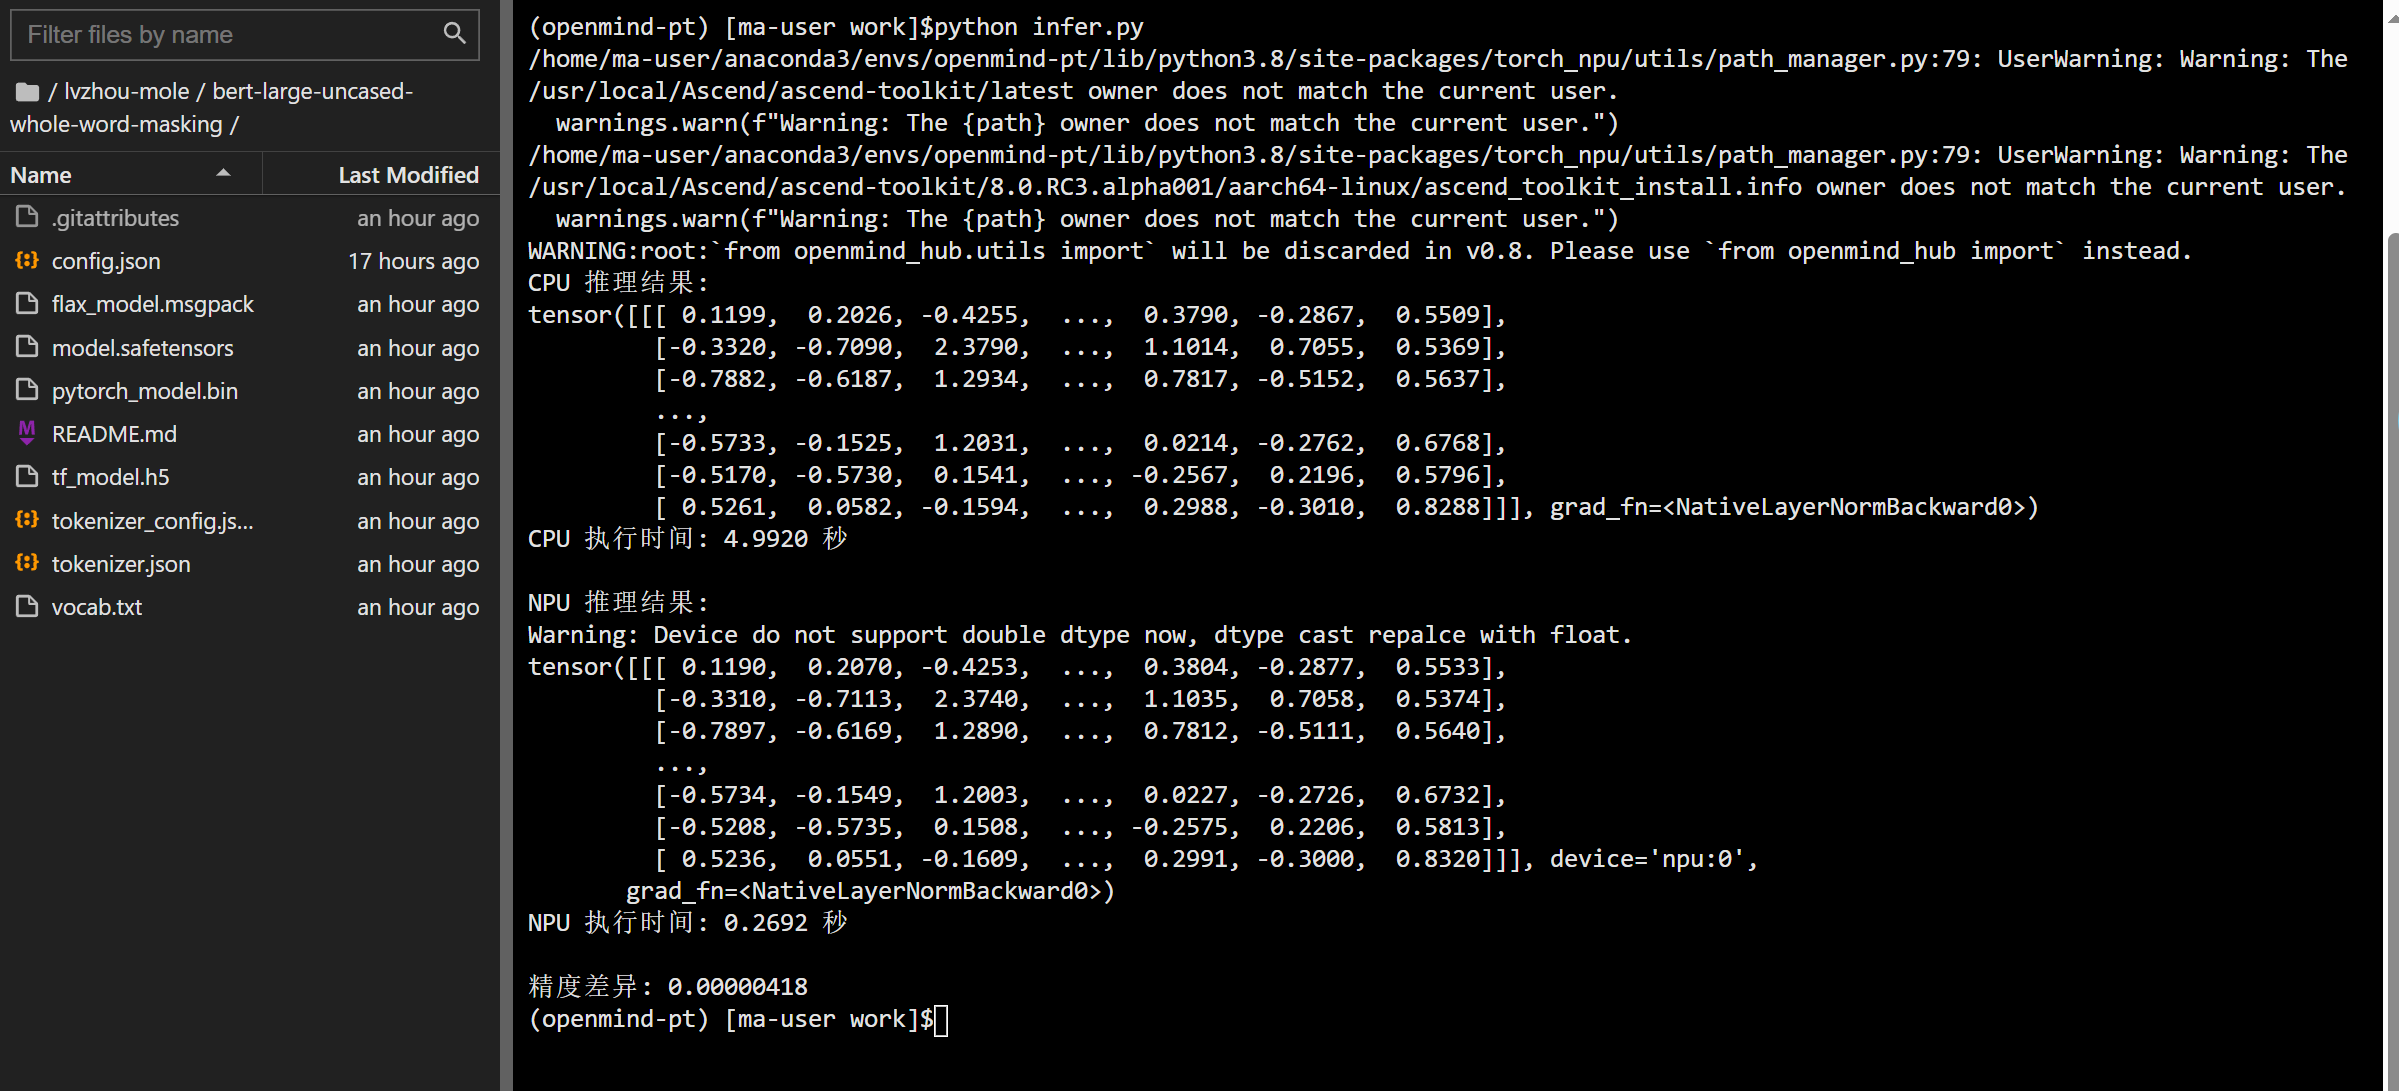 Filter files by name
/ lvzhou-mole / bert-large-uncased-
whole-word-masking /
Name Last Modified
.gitattributes an hour ago
config.json 17 hours ago
flax_model.msgpack an hour ago
model.safetensors an hour ago
pytorch_model.bin an hour ago
README.md an hour ago
tf_model.h5 an hour ago
tokenizer_config.js... an hour ago
tokenizer.json an hour ago
vocab.txt an hour ago
(openmind-pt) [ma-user work]$python infer.py
/home/ma-user/anaconda3/envs/openmind-pt/lib/python3.8/site-packages/torch_npu/utils/path_manager.py:79: UserWarning: Warning: The
/usr/local/Ascend/ascend-toolkit/latest owner does not match the current user.
  warnings.warn(f"Warning: The {path} owner does not match the current user.")
/home/ma-user/anaconda3/envs/openmind-pt/lib/python3.8/site-packages/torch_npu/utils/path_manager.py:79: UserWarning: Warning: The
/usr/local/Ascend/ascend-toolkit/8.0.RC3.alpha001/aarch64-linux/ascend_toolkit_install.info owner does not match the current user.
  warnings.warn(f"Warning: The {path} owner does not match the current user.")
WARNING:root:`from openmind_hub.utils import` will be discarded in v0.8. Please use `from openmind_hub import` instead.
CPU 推理结果:
tensor([[[ 0.1199,  0.2026, -0.4255,  ...,  0.3790, -0.2867,  0.5509],
         [-0.3320, -0.7090,  2.3790,  ...,  1.1014,  0.7055,  0.5369],
         [-0.7882, -0.6187,  1.2934,  ...,  0.7817, -0.5152,  0.5637],
         ...,
         [-0.5733, -0.1525,  1.2031,  ...,  0.0214, -0.2762,  0.6768],
         [-0.5170, -0.5730,  0.1541,  ..., -0.2567,  0.2196,  0.5796],
         [ 0.5261,  0.0582, -0.1594,  ...,  0.2988, -0.3010,  0.8288]]], grad_fn=<NativeLayerNormBackward0>)
CPU 执行时间: 4.9920 秒
NPU 推理结果:
Warning: Device do not support double dtype now, dtype cast repalce with float.
tensor([[[ 0.1190,  0.2070, -0.4253,  ...,  0.3804, -0.2877,  0.5533],
         [-0.3310, -0.7113,  2.3740,  ...,  1.1035,  0.7058,  0.5374],
         [-0.7897, -0.6169,  1.2890,  ...,  0.7812, -0.5111,  0.5640],
         ...,
         [-0.5734, -0.1549,  1.2003,  ...,  0.0227, -0.2726,  0.6732],
         [-0.5208, -0.5735,  0.1508,  ..., -0.2575,  0.2206,  0.5813],
         [ 0.5236,  0.0551, -0.1609,  ...,  0.2991, -0.3000,  0.8320]]], device='npu:0',
       grad_fn=<NativeLayerNormBackward0>)
NPU 执行时间: 0.2692 秒
精度差异: 0.00000418
(openmind-pt) [ma-user work]$